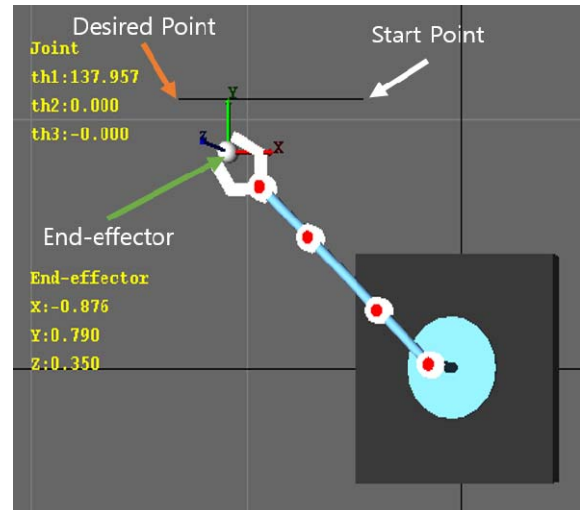 Desired Point
Start Point
Joint
th1:137.957
th2:0.000
th3:-0.000
Y
Z
X
End-effector
End-effector
X:-0.876
Y:0.790
Z:0.350